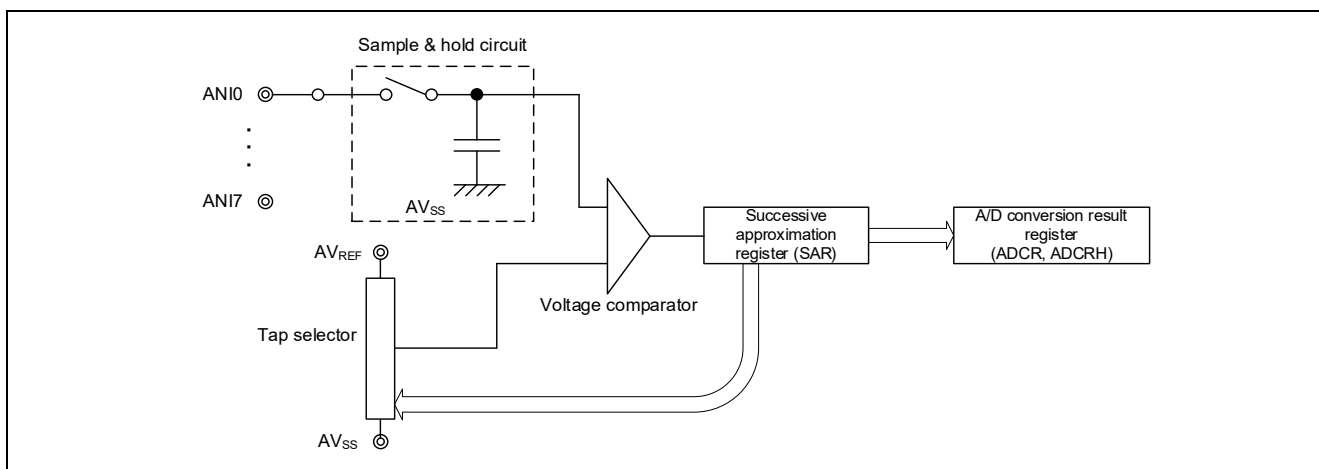 Sample & hold circuit
ANI0
ANI7
AVSS
AVREF
Tap selector
AVSS
Voltage comparator
Successive
approximation
register (SAR)
A/D conversion result
register
(ADCR, ADCRH)